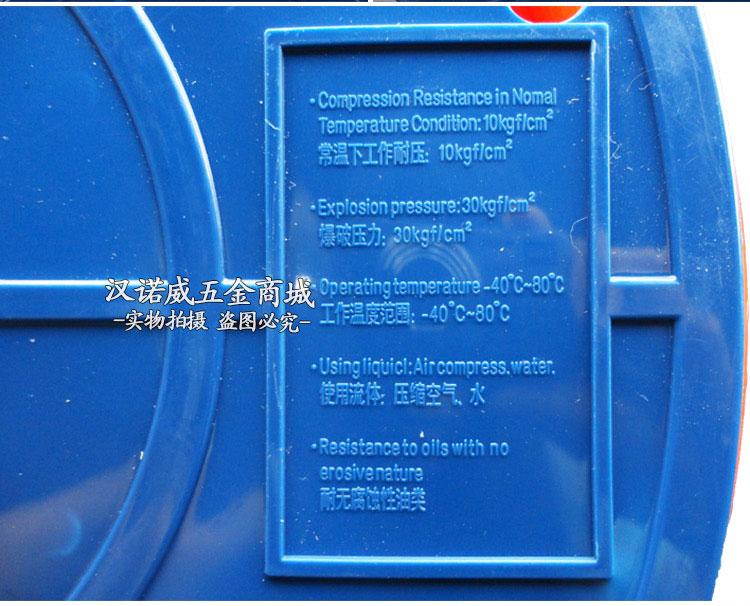 ·Compression Resistance in Nomal
Temperature Condition:10kgf/cm²
常温下工作耐压: 10kgf/cm²
·Explosion pressure:30kgf/cm²
爆破压力: 30kgf/cm²
·Operating temperature -40°C~80°C
工作温度范围: -40°C~80°C
·Using liquicl: Air compress.water.
使用流体: 压缩空气、水
·Resistance to oils with no
erosive nature
耐无腐蚀性油类
汉诺威五金商城
-实物拍摄 盗图必究-